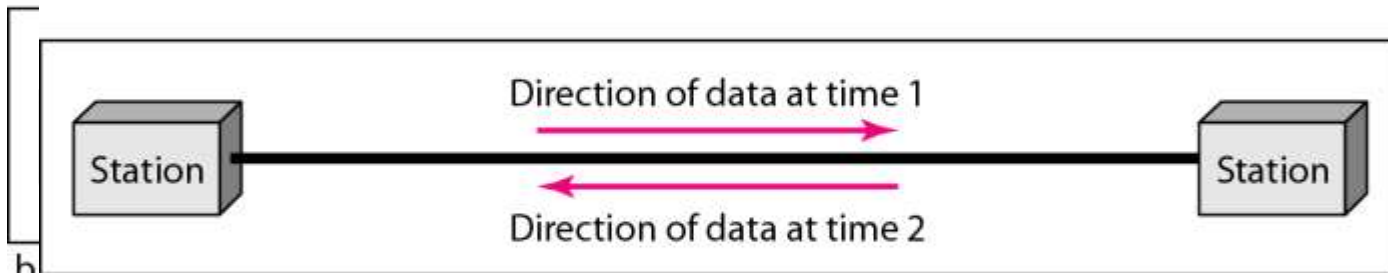 Direction of data at time 1
Station
Station
Direction of data at time 2
b